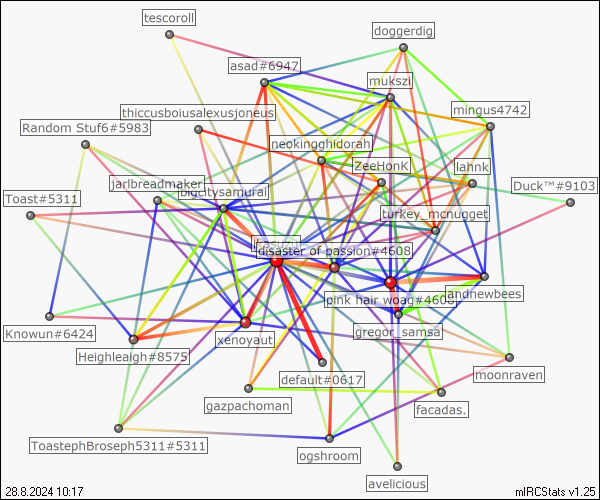 tescoroll
doggerdig
asad#6947
mukszi
thiccusboiusalexusjoneus
mingus4742
Random Stuf6#5983
neokingghidorah
ZeeHonK
lahnk
jarlbreadmaker
bigcitysamurai
Duck™#9103
Toast#5311
turkey_mcnugget
disaster of passion#4608
pink hair woag#4608
andnewbees
Knowun#6424
gregor_samsa
xenoyaut
Heighleaigh#8575
default#0617
moonraven
gazpachoman
facadas.
ToastephBroseph5311#5311
ogshroom
avelicious
28.8.2024 10:17
mIRCStats v1.25